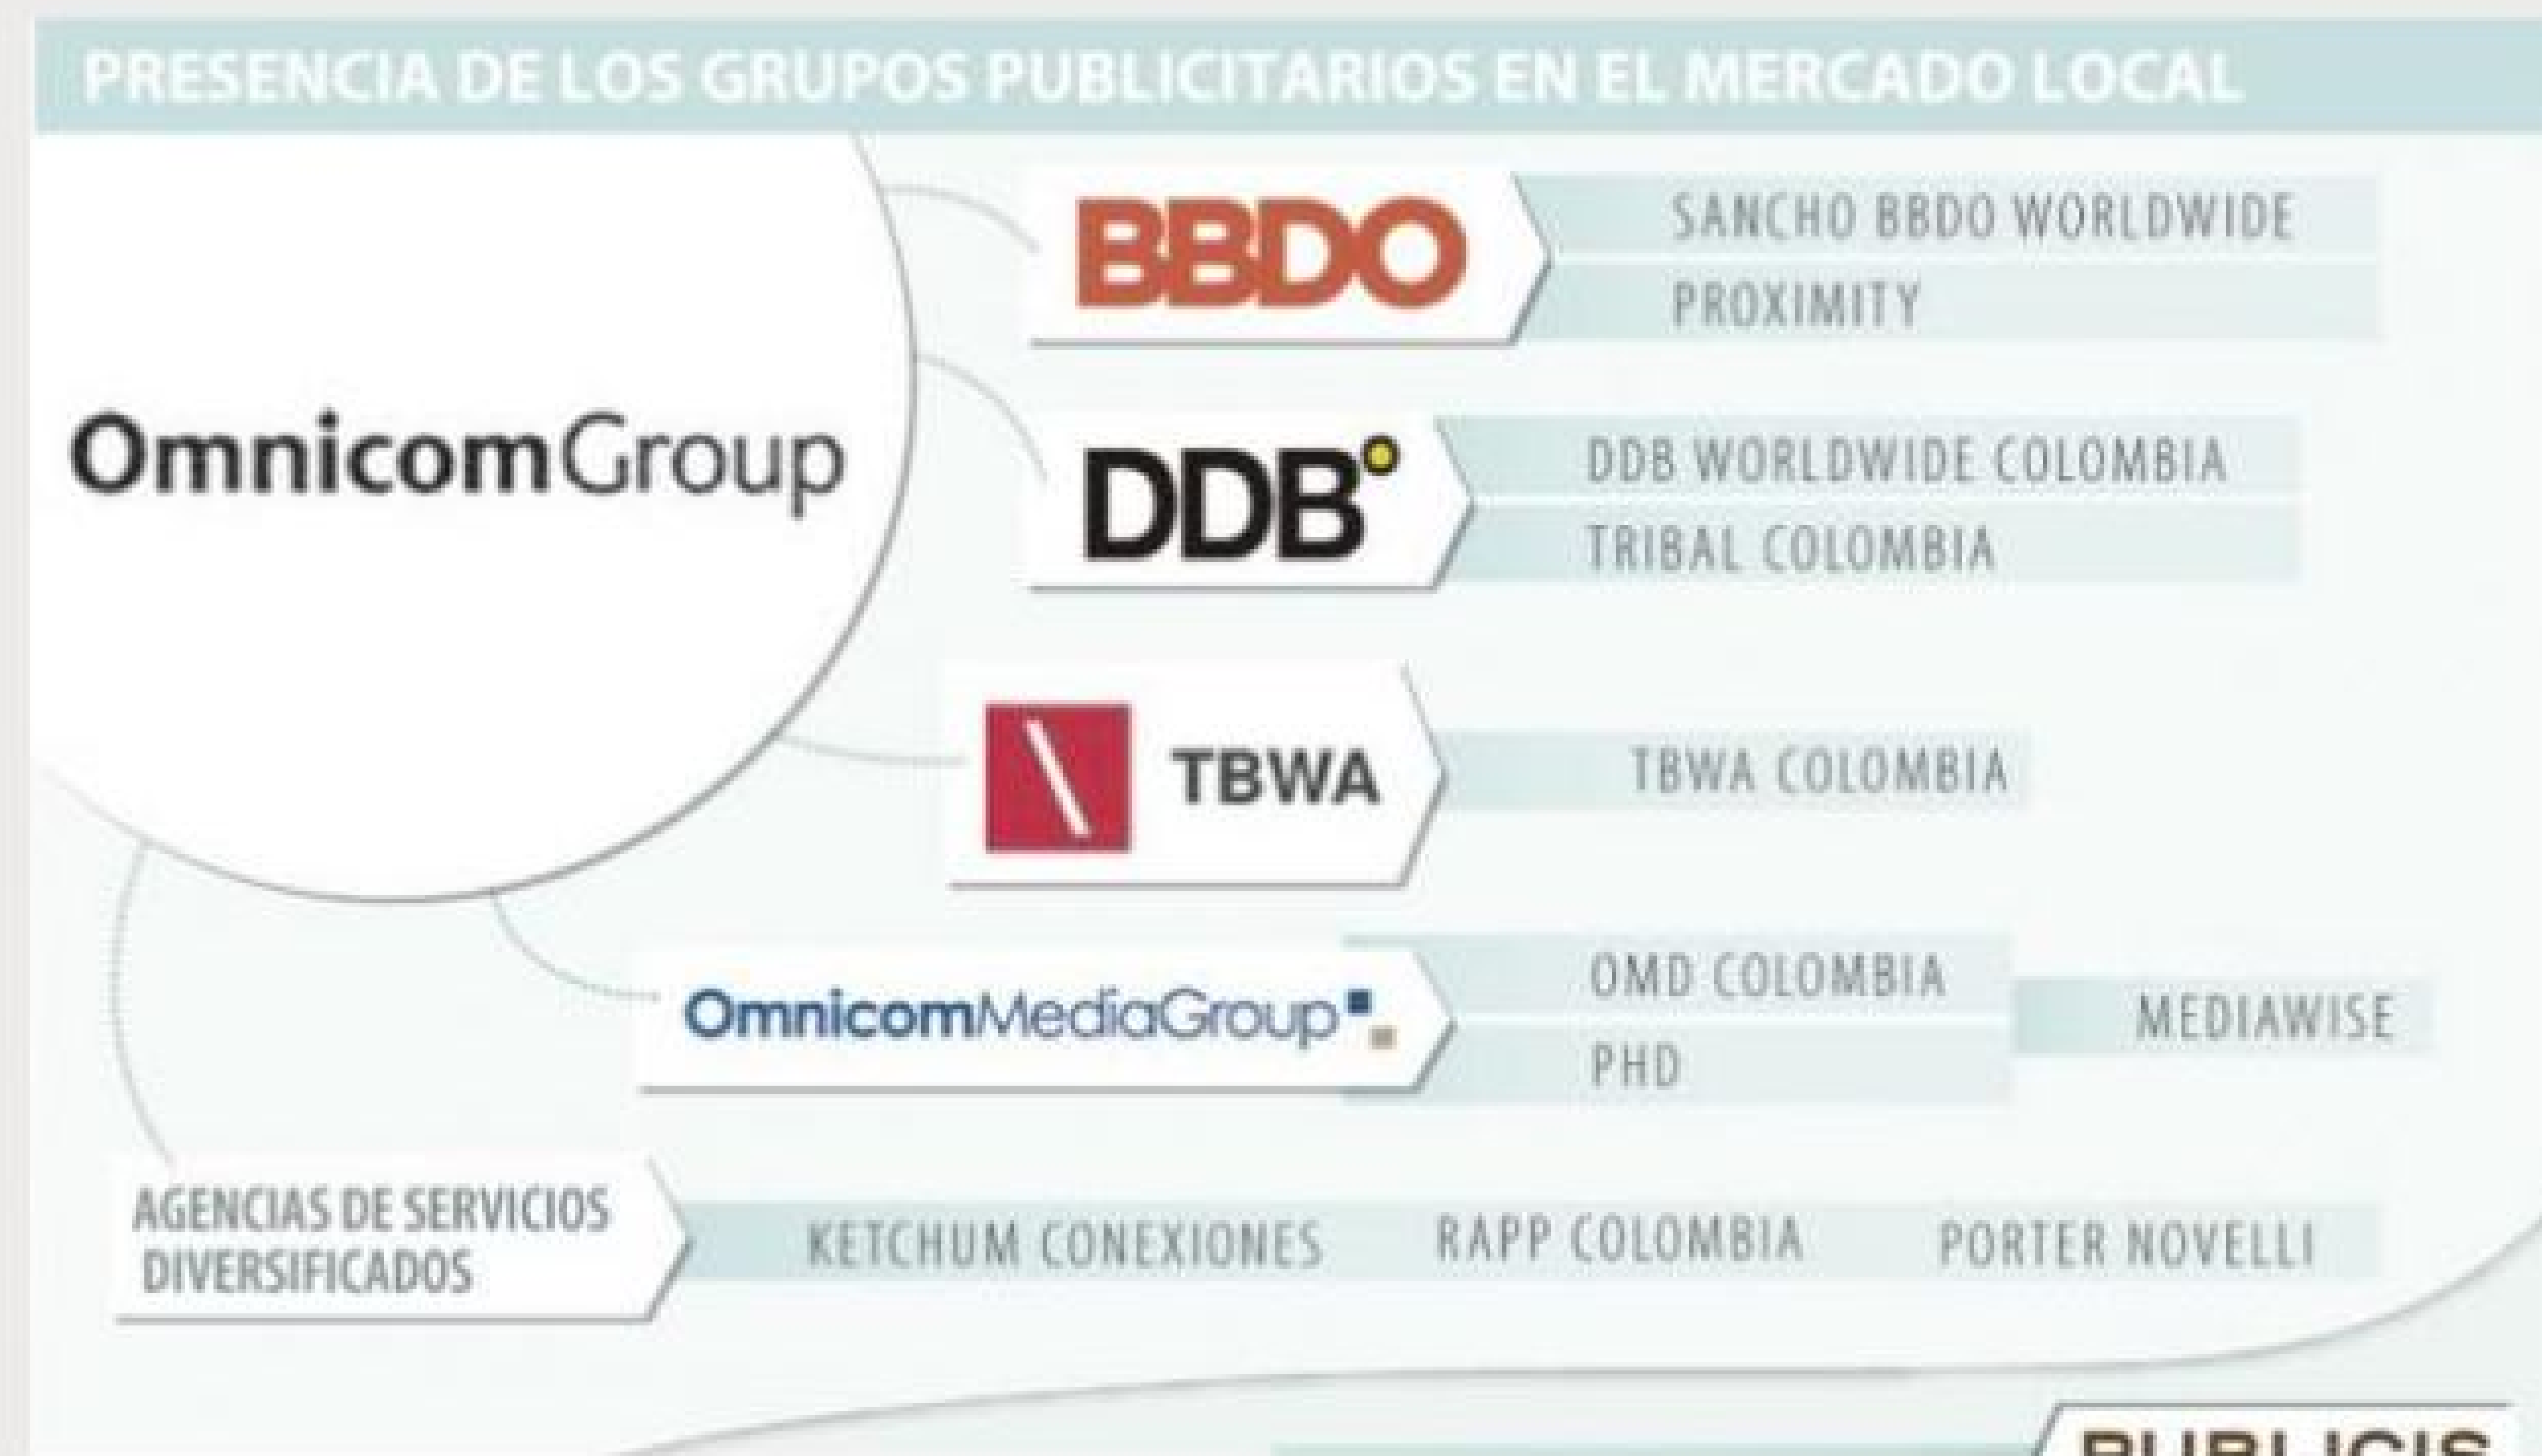 PRESENCIA DE LOS GRUPOS PUBLICITARIOS EN EL MERCADO LOCAL
OmnicomGroup
BBDO
SANCHO BBDO WORLDWIDE
PROXIMITY
DDB
DDB WORLDWIDE COLOMBIA
TRIBAL COLOMBIA
TBWA
TBWA COLOMBIA
OmnicomMediaGroup
OMD COLOMBIA
PHD
MEDIAWISE
AGENCIAS DE SERVICIOS
DIVERSIFICADOS
KETCHUM CONEXIONES
RAPP COLOMBIA
PORTER NOVELLI
PUBLICIS